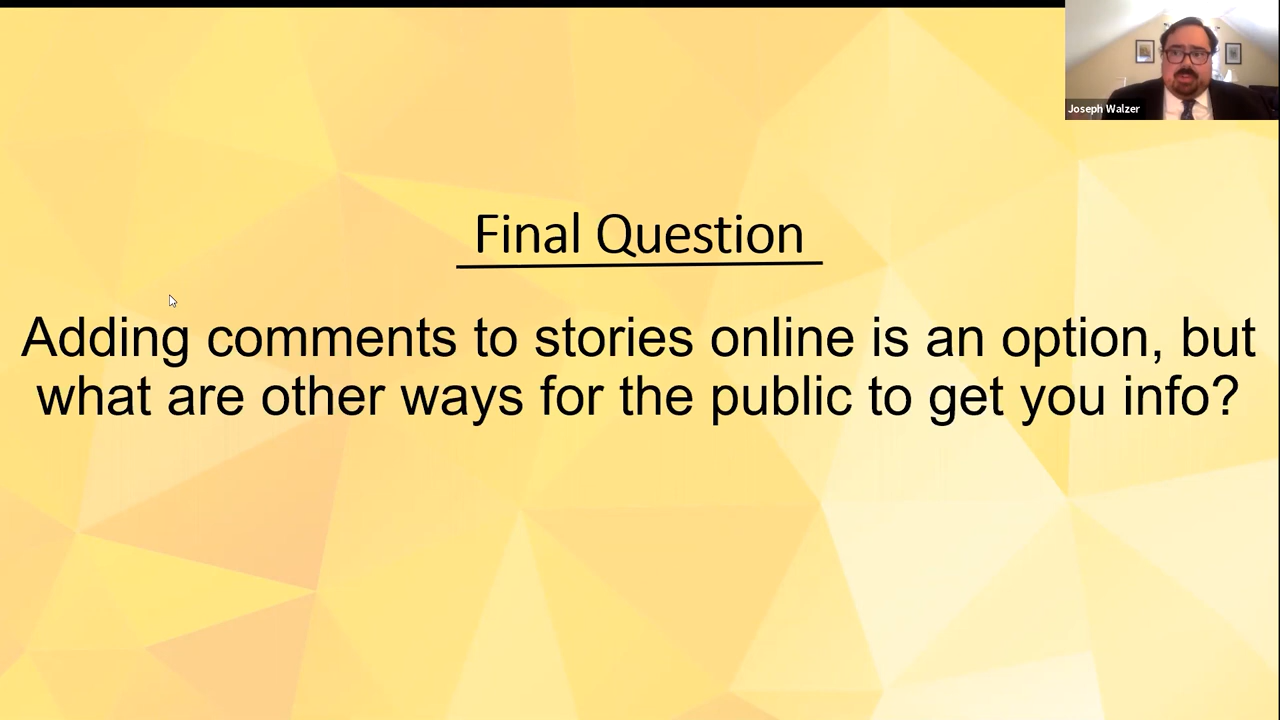 Joseph Walzer
Final Question
Adding comments to stories online is an option, but
what are other ways for the public to get you info?